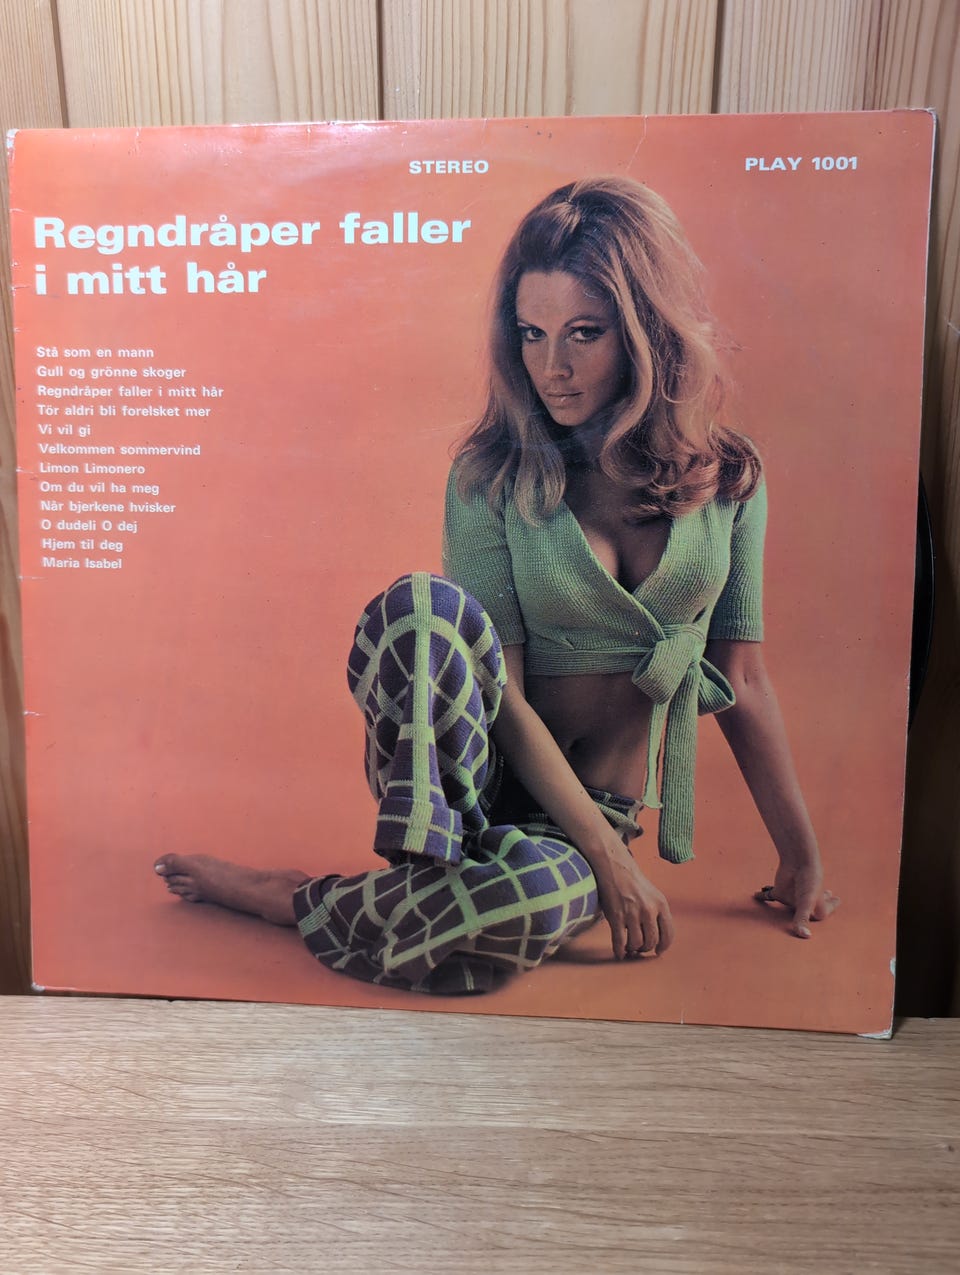 STEREO
PLAY 1001
Regndråper faller
i mitt hår
Stå som en mann
Gull og grönne skoger
Regndråper faller i mitt hår
Tör aldri bli forelsket mer
Vi vil gi
Velkommen sommervind
Limon Limonero
Om du vil ha meg
Når bjerkene hvisker
O dudeli O dej
Hjem til deg
Maria Isabel